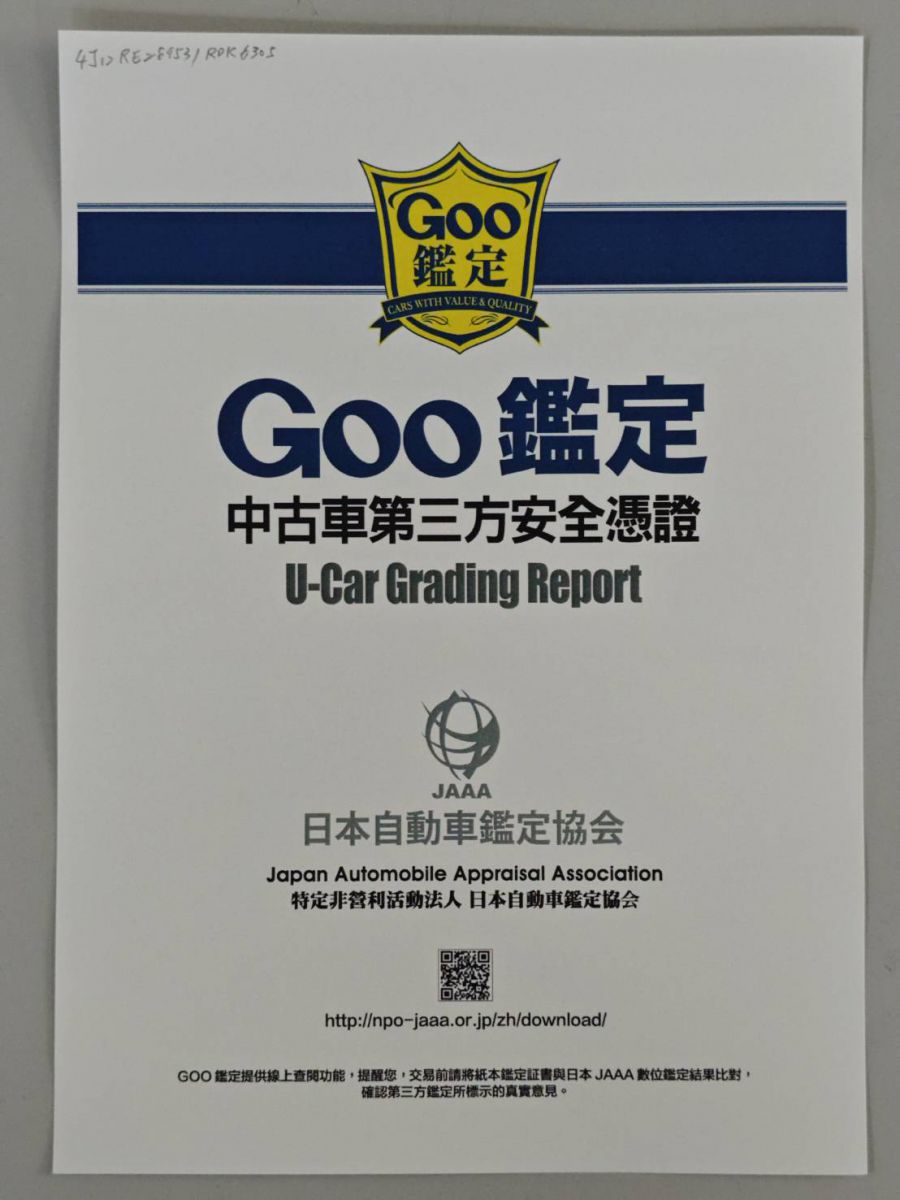 4J12RE28953/RDK6305
Goo
鑑定
CARS WITH VALUE & QUALITY
Goo 鑑定
中古車第三方安全憑證
U-Car Grading Report
JAAA
日本自動車鑑定協会
Japan Automobile Appraisal Association
特定非營利活動法人 日本自動車鑑定協会
http://npo-jaaa.or.jp/zh/download/
GOO 鑑定提供線上查閱功能，提醒您，交易前請將紙本鑑定証書與日本 JAAA 數位鑑定結果比對，
確認第三方鑑定所標示的真實意見。